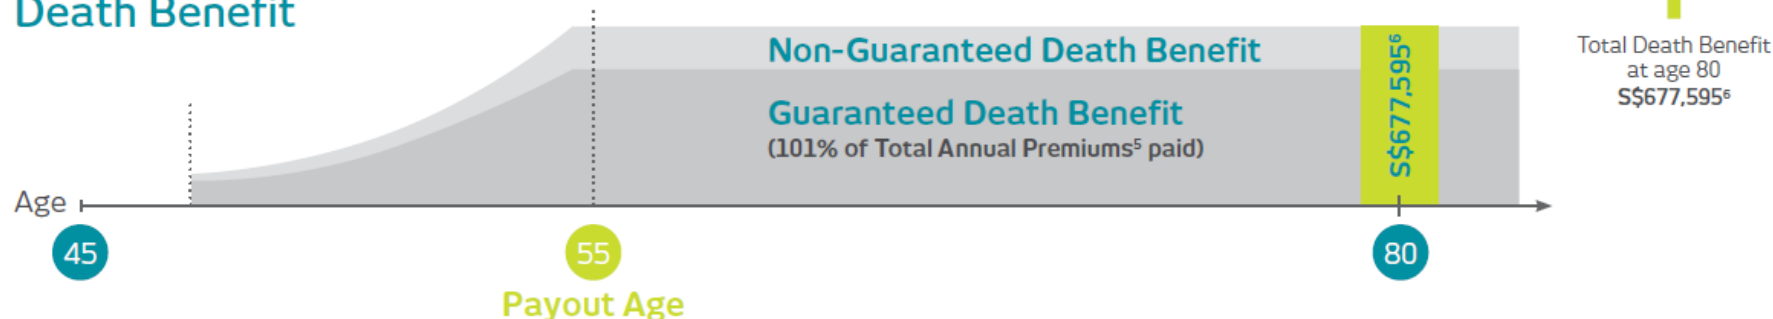 Death Benefit
Non-Guaranteed Death Benefit
Guaranteed Death Benefit
(101% of Total Annual Premiums⁵ paid)
S$677,595⁶
Total Death Benefit
at age 80
S$677,595⁶
Age
45
55
80
Payout Age